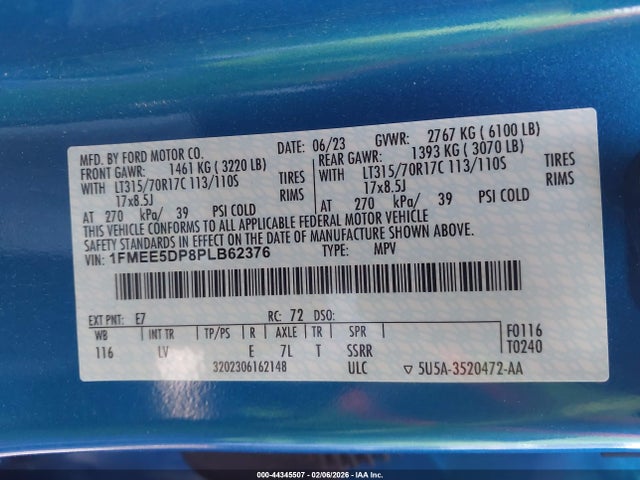 MFD. BY FORD MOTOR CO. DATE: 06/23 GVWR: 2767 KG ( 6100 LB)
FRONT GAWR: 1461 KG ( 3220 LB) REAR GAWR: 1393 KG ( 3070 LB)
WITH LT315/70R17C 113/110S TIRES WITH LT315/70R17C 113/110S TIRES
17x8.5J RIMS 17x8.5J RIMS
AT 270 kPa/ 39 PSI COLD AT 270 kPa/ 39 PSI COLD
THIS VEHICLE CONFORMS TO ALL APPLICABLE FEDERAL MOTOR VEHICLE
SAFETY STANDARDS IN EFFECT ON THE DATE OF MANUFACTURE SHOWN ABOVE.
VIN: 1FMEE5DP8PLB62376 TYPE: MPV
EXT PNT: E7 RC: 72 DSO:
WB INT TR TP/PS R AXLE TR SPR F0116
116 LV E 7L T SSRR T0240
3202306162148 ULC ▽ 5U5A-3520472-AA
000-44345507 - 02/06/2026 - IAA Inc.